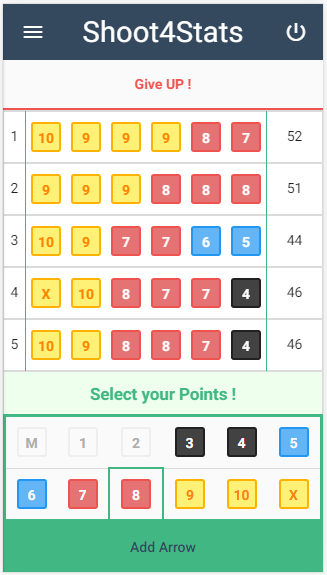 Shoot4Stats
Give UP !
1 10 9 9 9 8 7 52
2 9 9 9 8 8 8 51
3 10 9 7 7 6 5 44
4 X 10 8 7 7 4 46
5 10 9 8 8 7 4 46
Select your Points !
M 1 2 3 4 5
6 7 8 9 10 X
Add Arrow